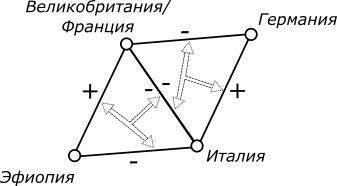 Великобритания/
Франция
Германия
-
+
- -
+
Италия
-
Эфиопия